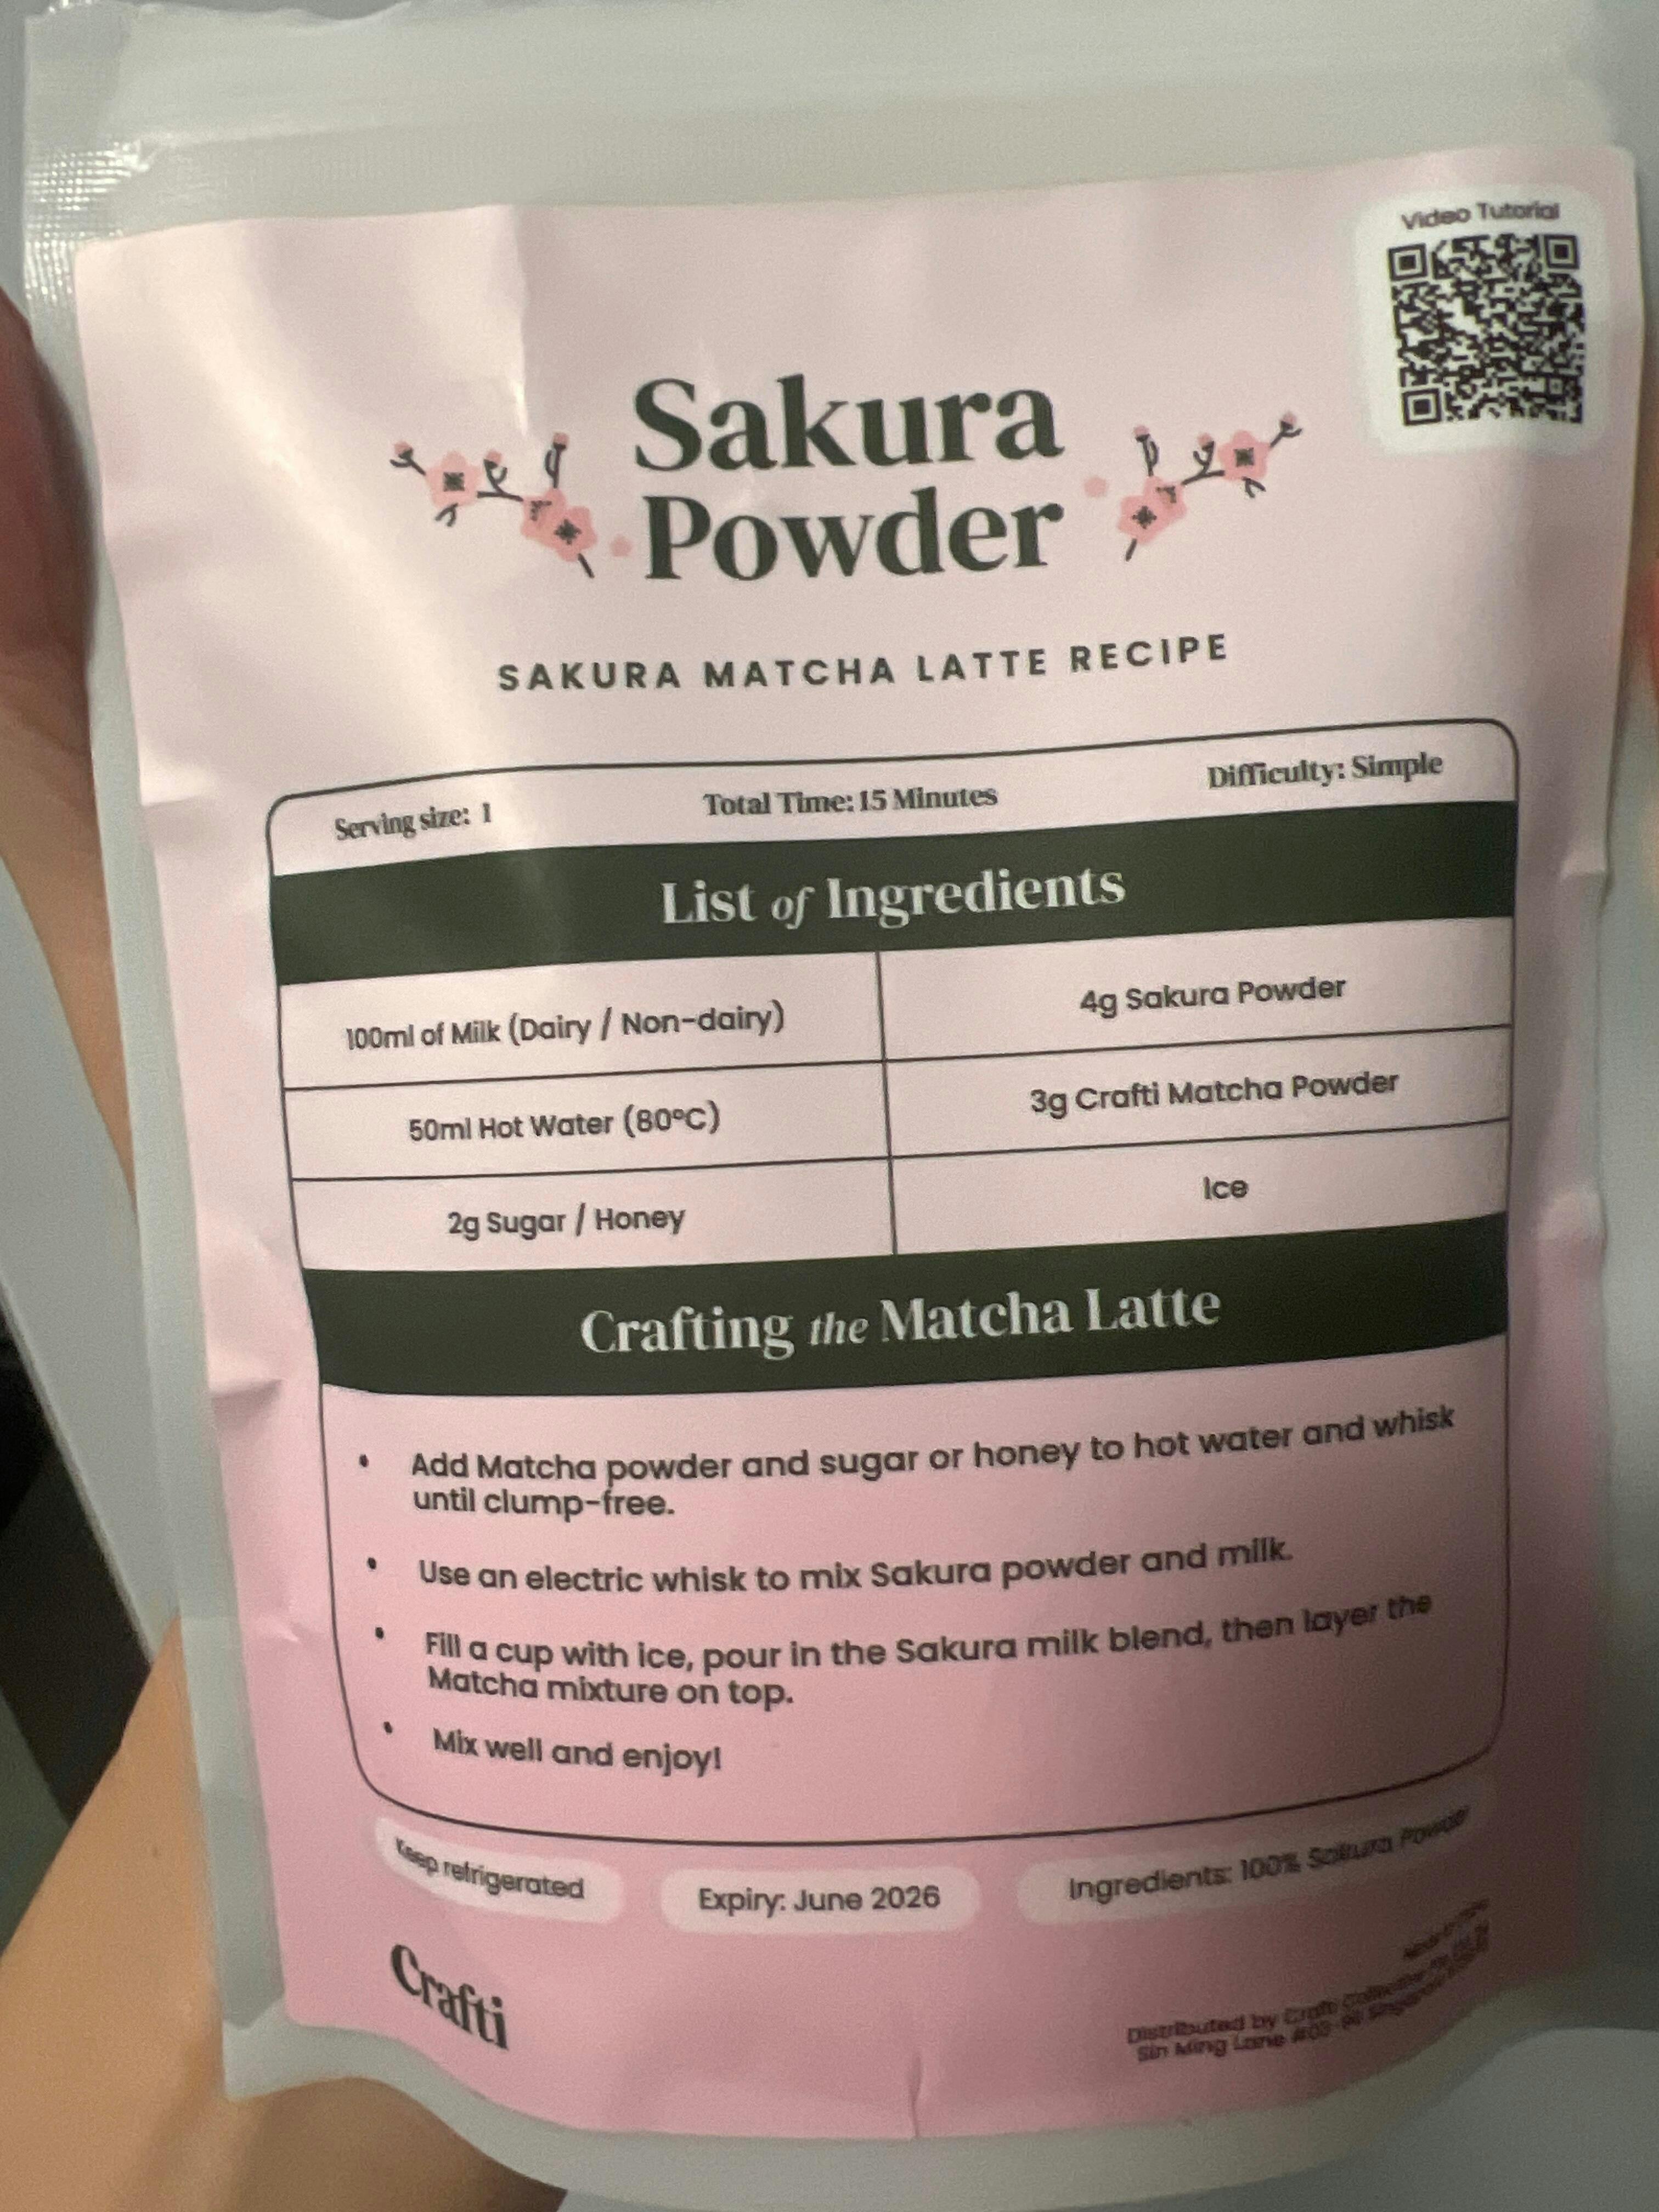 Video Tutorial
Sakura
Powder
SAKURA MATCHA LATTE RECIPE
Serving size: 1
Total Time: 15 Minutes
Difficulty: Simple
List of Ingredients
100ml of Milk (Dairy / Non-dairy)
4g Sakura Powder
50ml Hot Water (80°C)
3g Crafti Matcha Powder
2g Sugar / Honey
Ice
Crafting the Matcha Latte
• Add Matcha powder and sugar or honey to hot water and whisk
until clump-free.
• Use an electric whisk to mix Sakura powder and milk.
• Fill a cup with ice, pour in the Sakura milk blend, then layer the
Matcha mixture on top.
• Mix well and enjoy!
Keep refrigerated
Expiry: June 2026
Ingredients: 100% Sakura Powder
Crafti
Distributed by Crafti
Sin Ming Lane